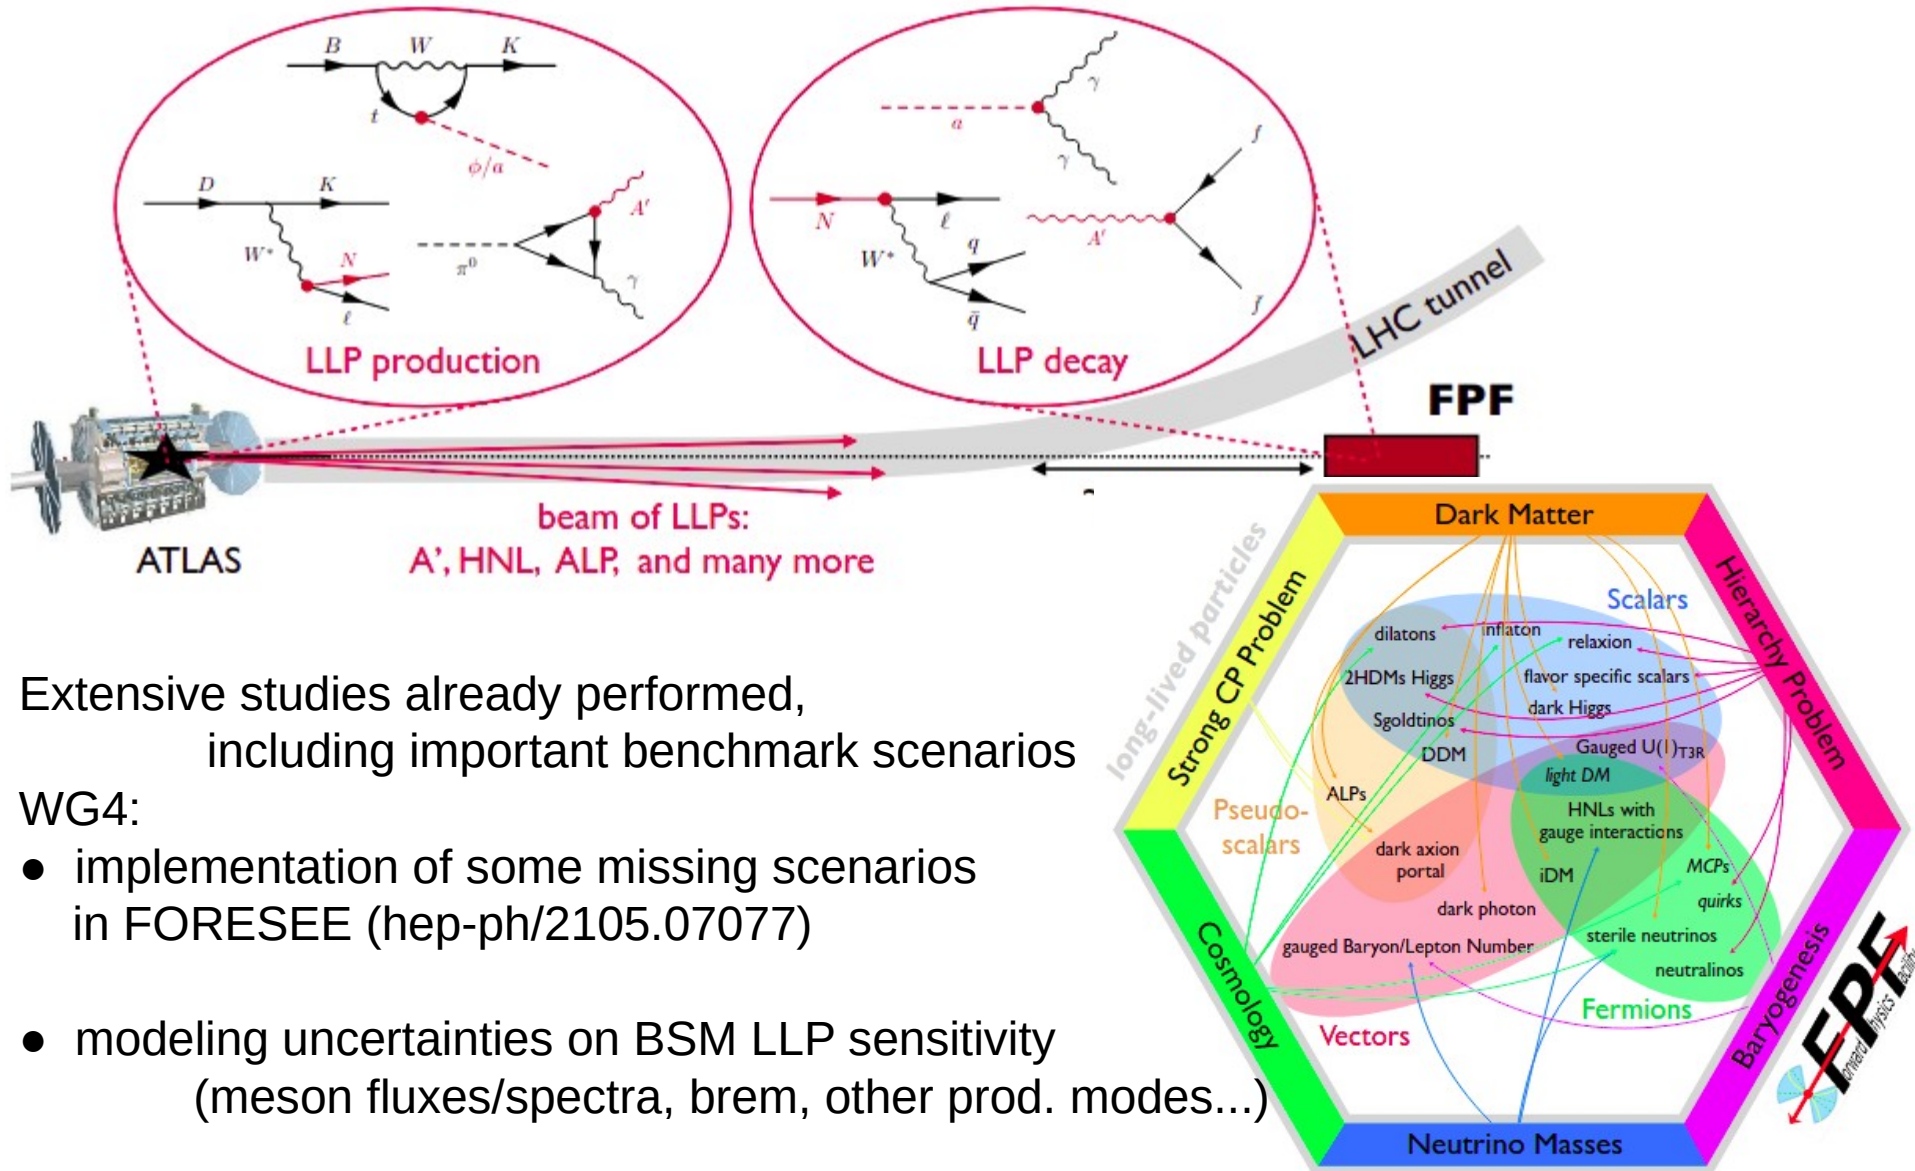 B W K
t
ϕ/a
D K
W* N
ℓ
π⁰ A′
γ
LLP production
a γ
γ
N ℓ
W* q
q̄
A′ f
f̄
LLP decay
LHC tunnel
FPF
ATLAS
beam of LLPs:
A’, HNL, ALP, and many more
Extensive studies already performed,
including important benchmark scenarios
WG4:
● implementation of some missing scenarios
in FORESEE (hep-ph/2105.07077)
● modeling uncertainties on BSM LLP sensitivity
(meson fluxes/spectra, brem, other prod. modes...)
long-lived particles
Dark Matter
Hierarchy Problem
Baryogenesis
Neutrino Masses
Cosmology
Strong CP Problem
Scalars
dilatons
inflaton
relaxion
2HDMs Higgs
flavor specific scalars
Sgoldtinos
dark Higgs
DDM
Gauged U(1)T3R
light DM
ALPs
Pseudo-
scalars
HNLs with
gauge interactions
dark axion
portal
iDM
MCPs
quirks
dark photon
gauged Baryon/Lepton Number
sterile neutrinos
neutralinos
Vectors
Fermions
FPF
Forward Physics Facility